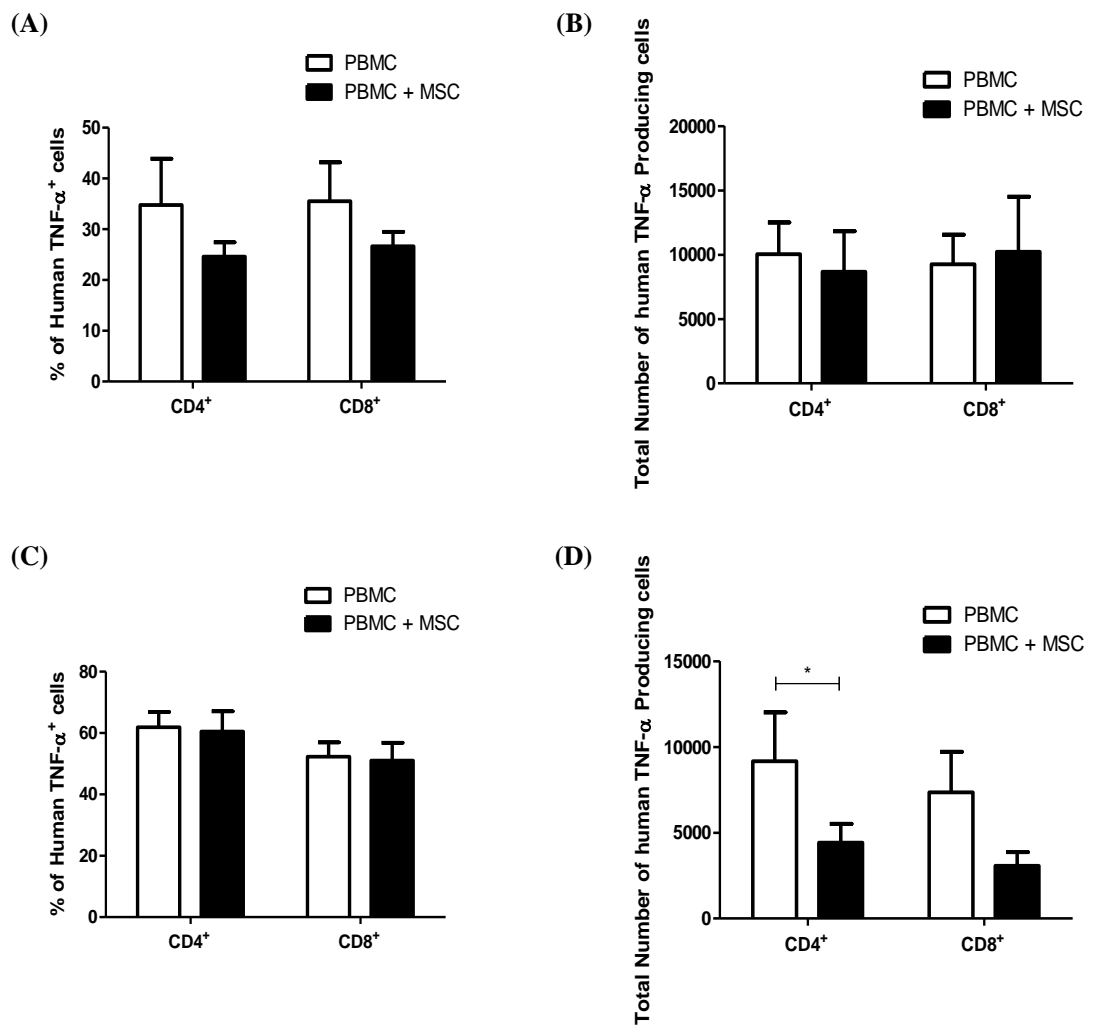 (A)
PBMC
PBMC + MSC
% of Human TNF-α⁺ cells
50
40
30
20
10
0
CD4⁺
CD8⁺
(B)
PBMC
PBMC + MSC
Total Number of human TNF-α Producing cells
20000
15000
10000
5000
0
CD4⁺
CD8⁺
(C)
PBMC
PBMC + MSC
% of Human TNF-α⁺ cells
80
60
40
20
0
CD4⁺
CD8⁺
(D)
PBMC
PBMC + MSC
Total Number of human TNF-α Producing cells
15000
10000
5000
0
*
CD4⁺
CD8⁺